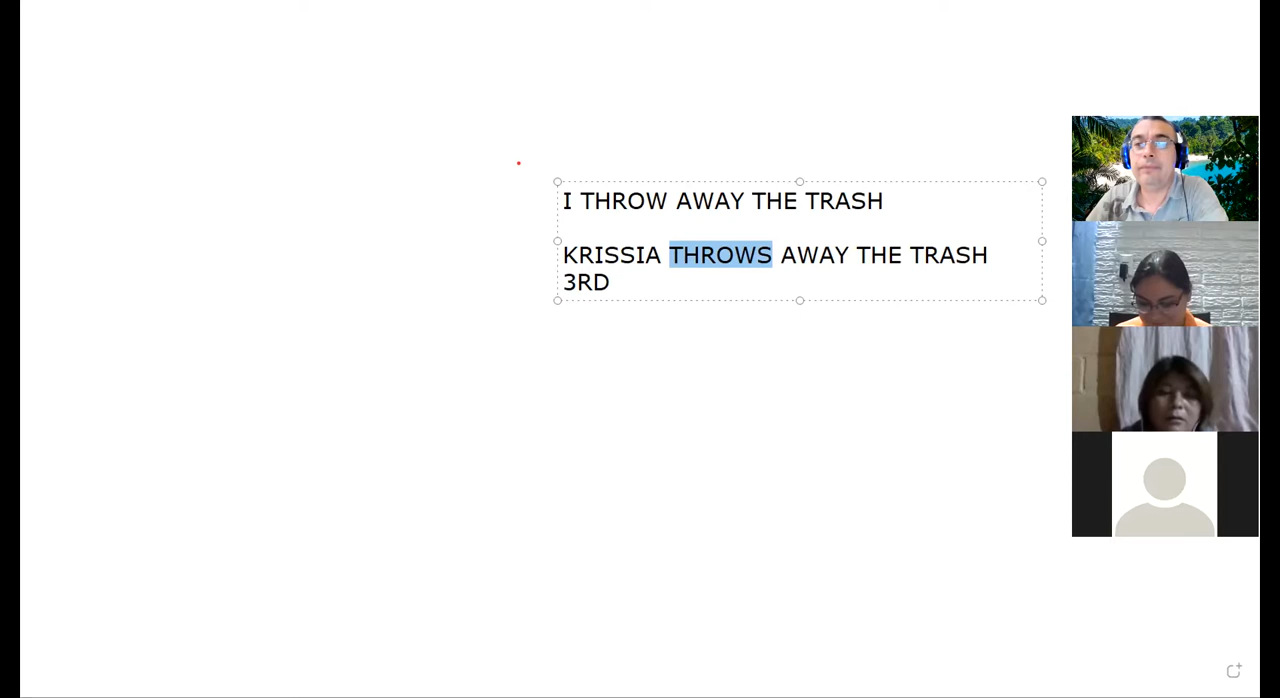 I THROW AWAY THE TRASH
KRISSIA THROWS AWAY THE TRASH
3RD